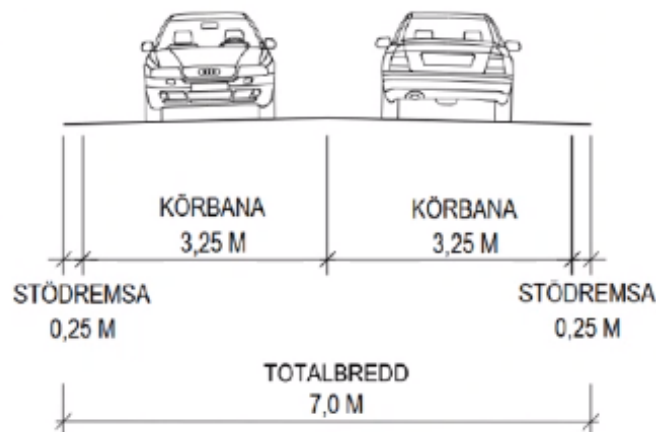 KÖRBANA
3,25 M
KÖRBANA
3,25 M
STÖDREMSA
0,25 M
STÖDREMSA
0,25 M
TOTALBREDD
7,0 M